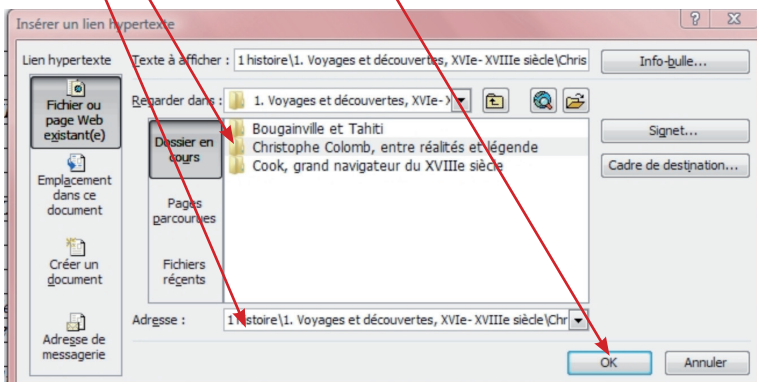 Insérer un lien hypertexte
Lien hypertexte
Texte à afficher : 1 histoire\1. Voyages et découvertes, XVIe-XVIIIe siècle\Chris
Info-bulle...
Fichier ou
page Web
existant(e)
Regarder dans : 1. Voyages et découvertes, XVIe-
Dossier en
cours
Bougainville et Tahiti
Christophe Colomb, entre réalités et légende
Cook, grand navigateur du XVIIIe siècle
Signet...
Cadre de destination...
Emplacement
dans ce
document
Pages
parcourues
Créer un
document
Fichiers
récents
Adresse : 1 histoire\1. Voyages et découvertes, XVIe-XVIIIe siècle\Chr
Adresse de
messagerie
OK
Annuler